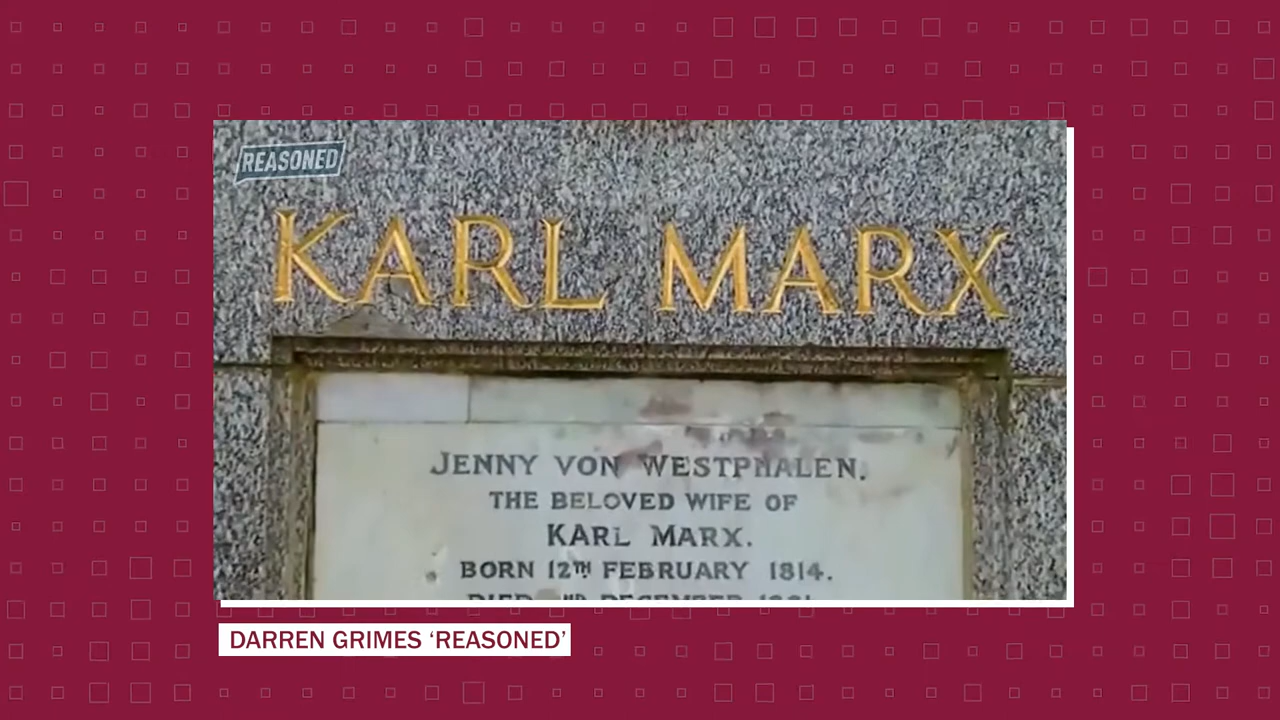 REASONED
KARL MARX
JENNY VON WESTPHALEN.
THE BELOVED WIFE OF
KARL MARX.
BORN 12TH FEBRUARY 1814.
DARREN GRIMES ‘REASONED’